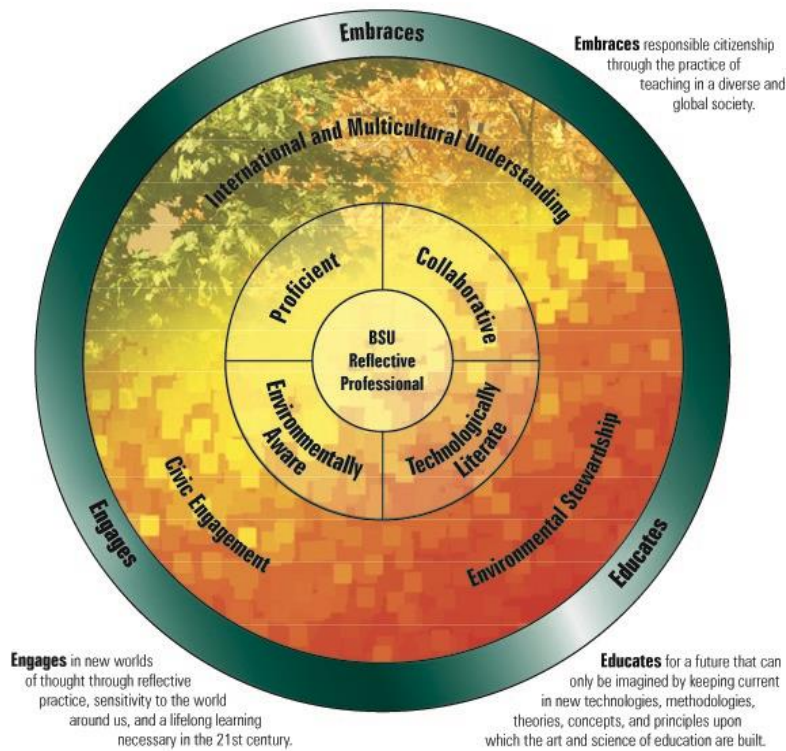 Embraces
Embraces responsible citizenship
through the practice of
teaching in a diverse and
global society.
International and Multicultural Understanding
Proficient
Collaborative
BSU
Reflective
Professional
Environmentally
Aware
Technologically
Literate
Civic Engagement
Environmental Stewardship
Engages
Educates
Engages in new worlds
of thought through reflective
practice, sensitivity to the world
around us, and a lifelong learning
necessary in the 21st century.
Educates for a future that can
only be imagined by keeping current
in new technologies, methodologies,
theories, concepts, and principles upon
which the art and science of education are built.